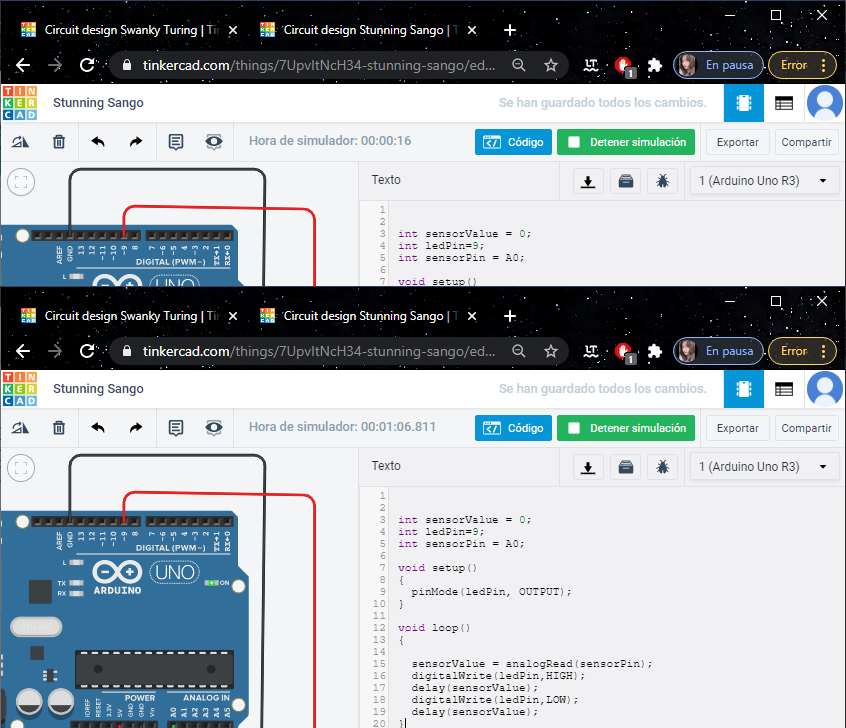 Circuit design Swanky Turing | Tin
Circuit design Stunning Sango | T
tinkercad.com/things/7UpvltNcH34-stunning-sango/ed...
1
En pausa
Error
TIN
KER
CAD
Stunning Sango
Se han guardado todos los cambios.
Hora de simulador: 00:00:16
Código
Detener simulación
Exportar
Compartir
Texto
1 (Arduino Uno R3)
AREF
GND
13
12
~11
~10
~9
8
7
~6
~5
4
~3
2
TX→1
RX←0
DIGITAL (PWM~)
L
UNO
1
2
3 int sensorValue = 0;
4 int ledPin=9;
5 int sensorPin = A0;
6
7 void setup()
Circuit design Swanky Turing | Tin
Circuit design Stunning Sango | T
tinkercad.com/things/7UpvltNcH34-stunning-sango/ed...
1
En pausa
Error
TIN
KER
CAD
Stunning Sango
Se han guardado todos los cambios.
Hora de simulador: 00:01:06.811
Código
Detener simulación
Exportar
Compartir
Texto
1 (Arduino Uno R3)
AREF
GND
13
12
~11
~10
~9
8
7
~6
~5
4
~3
2
TX→1
RX←0
DIGITAL (PWM~)
L
TX
RX
ARDUINO
UNO
ON
POWER
ANALOG IN
IOREF
RESET
3.3V
5V
GND
GND
Vin
A0
A1
A2
A3
A4
A5
1
2
3 int sensorValue = 0;
4 int ledPin=9;
5 int sensorPin = A0;
6
7 void setup()
8 {
9 pinMode(ledPin, OUTPUT);
10 }
11
12 void loop()
13 {
14
15 sensorValue = analogRead(sensorPin);
16 digitalWrite(ledPin,HIGH);
17 delay(sensorValue);
18 digitalWrite(ledPin,LOW);
19 delay(sensorValue);
20 }